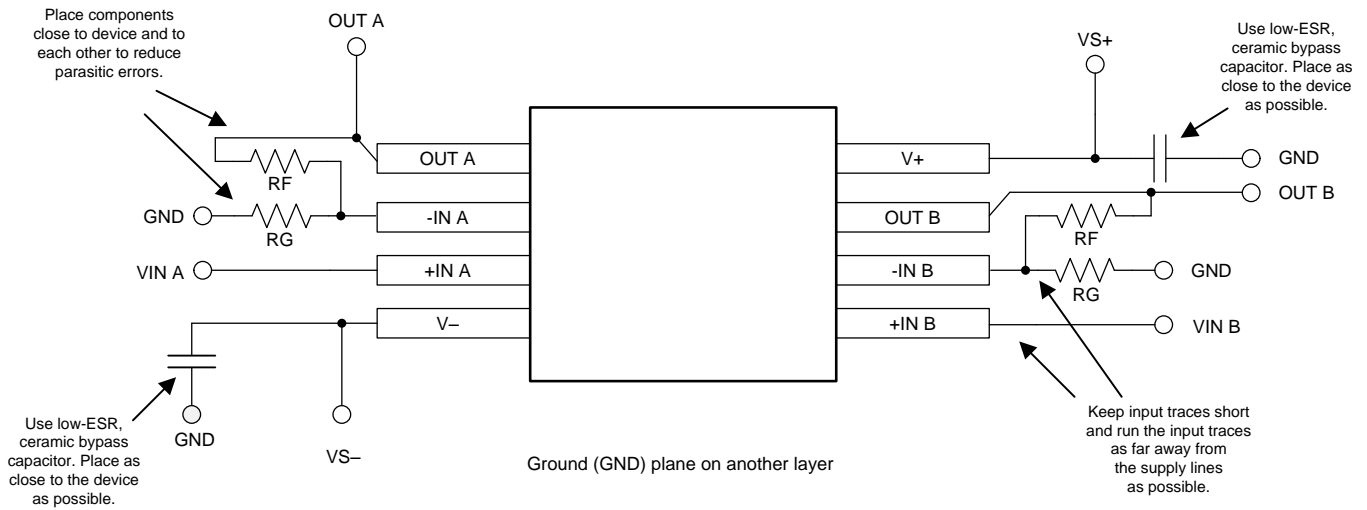 Place components
close to device and to
each other to reduce
parasitic errors.
OUT A
VS+
Use low-ESR,
ceramic bypass
capacitor. Place as
close to the device
as possible.
OUT A
V+
GND
RF
OUT B
GND
RG
-IN A
OUT B
RF
VIN A
+IN A
-IN B
GND
RG
V–
+IN B
VIN B
Use low-ESR,
ceramic bypass
capacitor. Place as
close to the device
as possible.
GND
VS–
Ground (GND) plane on another layer
Keep input traces short
and run the input traces
as far away from
the supply lines
as possible.